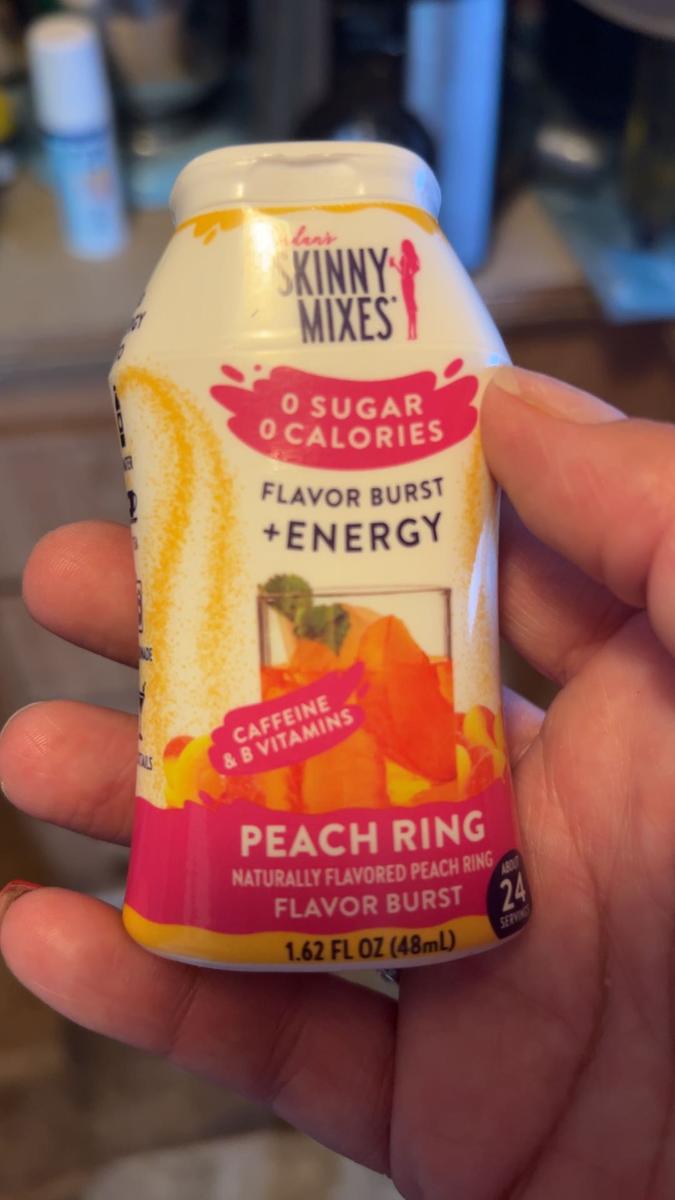 SKINNY
MIXES
0 SUGAR
0 CALORIES
FLAVOR BURST
+ENERGY
CAFFEINE
& B VITAMINS
PEACH RING
NATURALLY FLAVORED PEACH RING
FLAVOR BURST
1.62 FL OZ (48mL)
ABOUT
24
SERVINGS